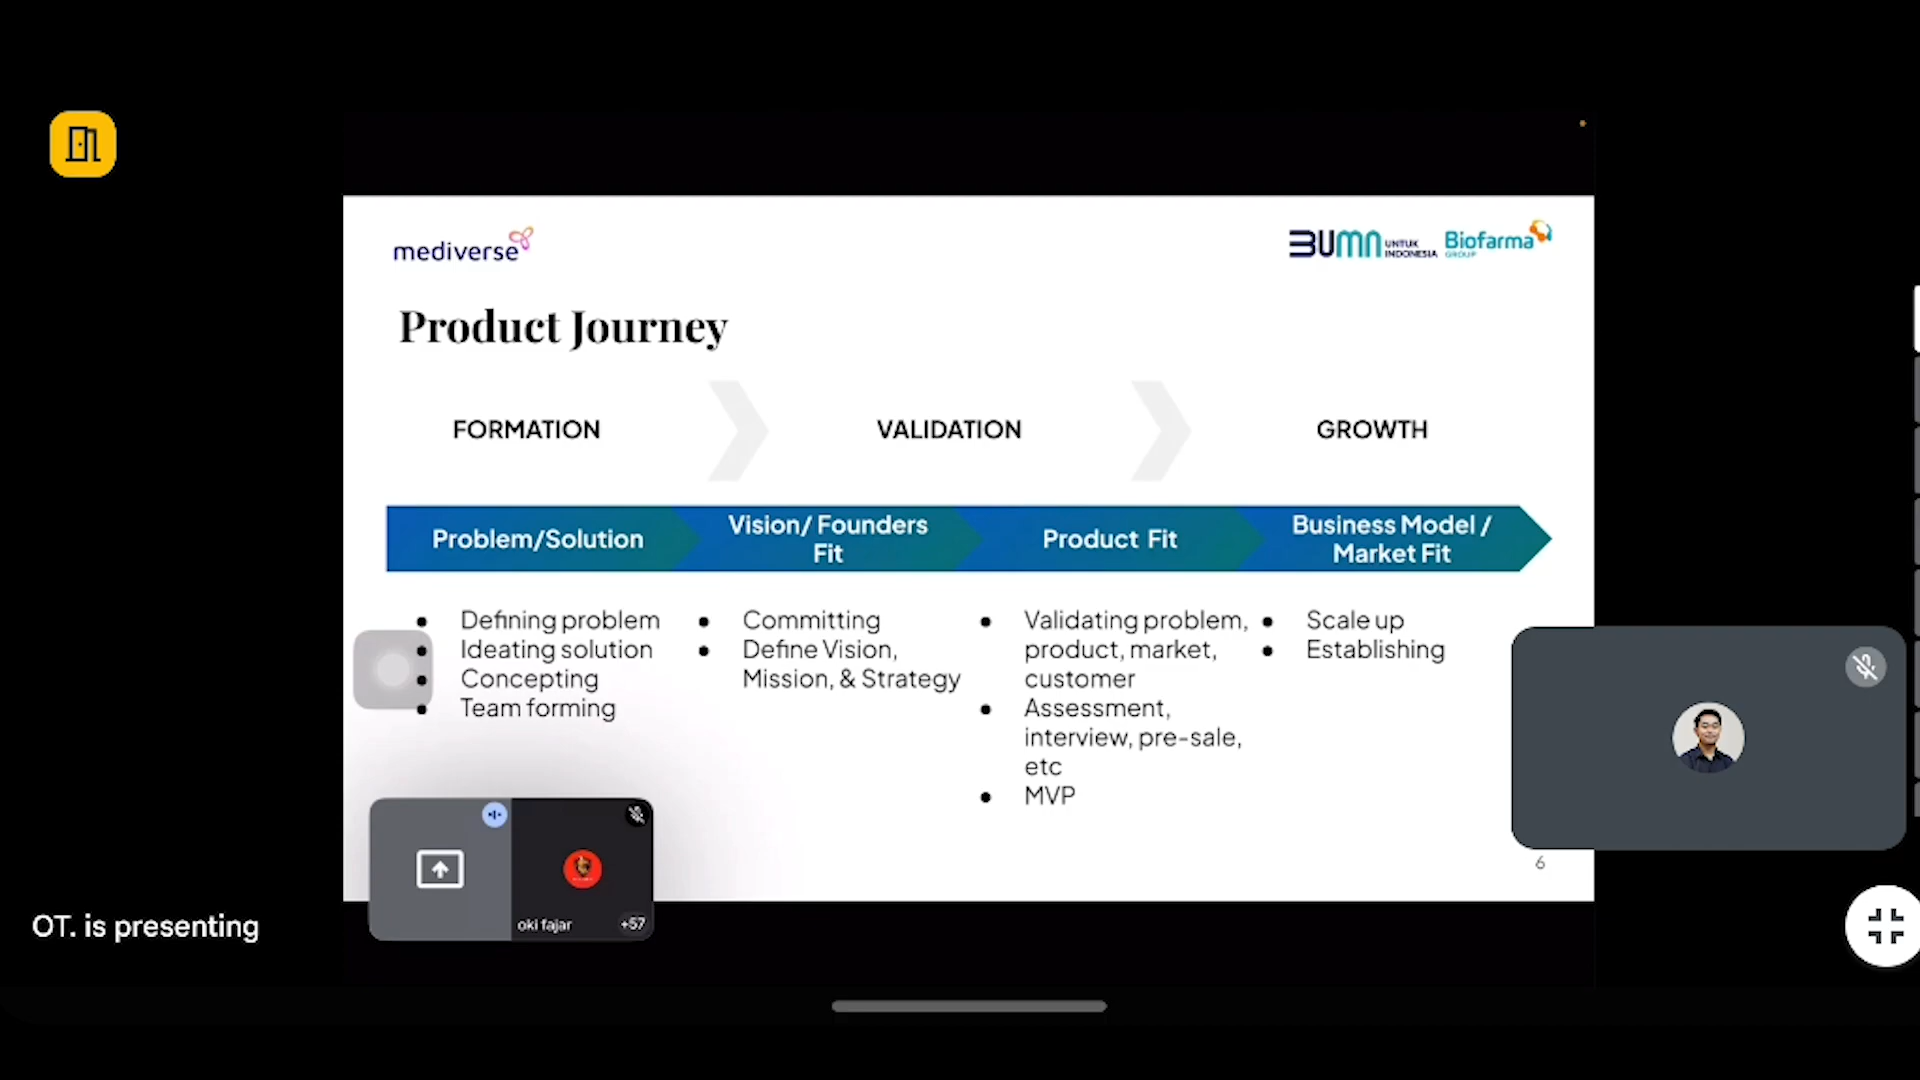 mediverse
BUMN UNTUK INDONESIA
Biofarma GROUP
Product Journey
FORMATION
VALIDATION
GROWTH
Problem/Solution
Vision/ Founders
Fit
Product Fit
Business Model /
Market Fit
• Defining problem
• Ideating solution
• Concepting
• Team forming
• Committing
• Define Vision,
Mission, & Strategy
• Validating problem,
product, market,
customer
• Assessment,
interview, pre-sale,
etc
• MVP
• Scale up
• Establishing
6
oki fajar
+57
OT. is presenting